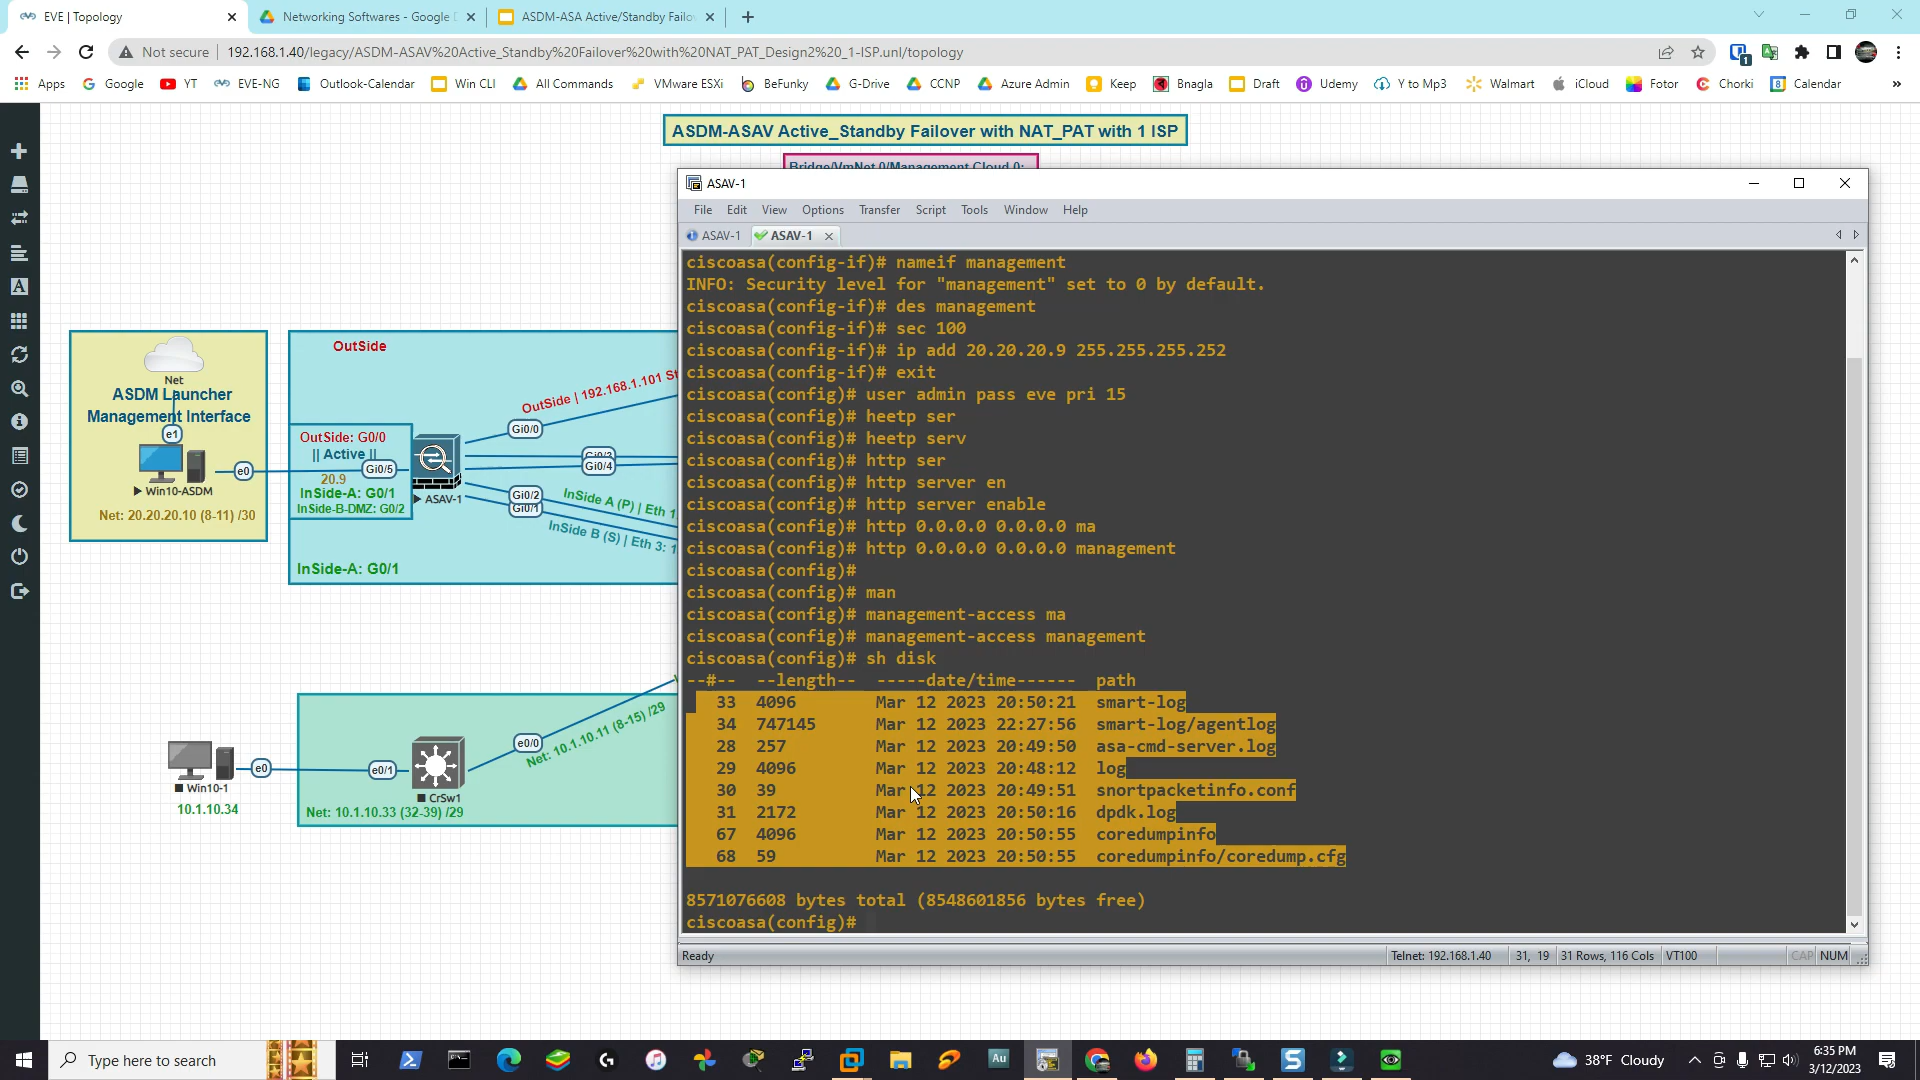 EVE | Topology
Networking Softwares - Google D
ASDM-ASA Active/Standby Failov
Not secure
192.168.1.40/legacy/ASDM-ASAV%20Active_Standby%20Failover%20with%20NAT_PAT_Design2%20_1-ISP.unl/topology
Apps
Google
YT
EVE-NG
Outlook-Calendar
Win CLI
All Commands
VMware ESXi
BeFunky
G-Drive
CCNP
Azure Admin
Keep
Bnagla
Draft
Udemy
Y to Mp3
Walmart
iCloud
Fotor
Chorki
Calendar
»
ASDM-ASAV Active_Standby Failover with NAT_PAT with 1 ISP
Bridge/VmNet 0/Management Cloud 0:
Net
ASDM Launcher
Management Interface
e1
e0
Win10-ASDM
Net: 20.20.20.10 (8-11) /30
OutSide
OutSide | 192.168.1.101 St
Gi0/0
OutSide: G0/0
|| Active ||
20.9
InSide-A: G0/1
InSide-B-DMZ: G0/2
Gi0/5
ASAV-1
Gi0/3
Gi0/4
Gi0/2
Gi0/1
InSide A (P) | Eth 1
InSide B (S) | Eth 3: 1
InSide-A: G0/1
Win10-1
10.1.10.34
e0
e0/1
CrSw1
e0/0
Net: 10.1.10.11 (8-15) /29
Net: 10.1.10.33 (32-39) /29
ASAV-1
File Edit View Options Transfer Script Tools Window Help
ASAV-1
ASAV-1
ciscoasa(config-if)# nameif management
INFO: Security level for "management" set to 0 by default.
ciscoasa(config-if)# des management
ciscoasa(config-if)# sec 100
ciscoasa(config-if)# ip add 20.20.20.9 255.255.255.252
ciscoasa(config-if)# exit
ciscoasa(config)# user admin pass eve pri 15
ciscoasa(config)# heetp ser
ciscoasa(config)# heetp serv
ciscoasa(config)# http ser
ciscoasa(config)# http server en
ciscoasa(config)# http server enable
ciscoasa(config)# http 0.0.0.0 0.0.0.0 ma
ciscoasa(config)# http 0.0.0.0 0.0.0.0 management
ciscoasa(config)#
ciscoasa(config)# man
ciscoasa(config)# management-access ma
ciscoasa(config)# management-access management
ciscoasa(config)# sh disk
--#-- --length-- -----date/time------ path
33 4096 Mar 12 2023 20:50:21 smart-log
34 747145 Mar 12 2023 22:27:56 smart-log/agentlog
28 257 Mar 12 2023 20:49:50 asa-cmd-server.log
29 4096 Mar 12 2023 20:48:12 log
30 39 Mar 12 2023 20:49:51 snortpacketinfo.conf
31 2172 Mar 12 2023 20:50:16 dpdk.log
67 4096 Mar 12 2023 20:50:55 coredumpinfo
68 59 Mar 12 2023 20:50:55 coredumpinfo/coredump.cfg
8571076608 bytes total (8548601856 bytes free)
ciscoasa(config)#
Ready
Telnet: 192.168.1.40
31, 19
31 Rows, 116 Cols
VT100
CAP NUM
Type here to search
Au
38°F Cloudy
6:35 PM
3/12/2023